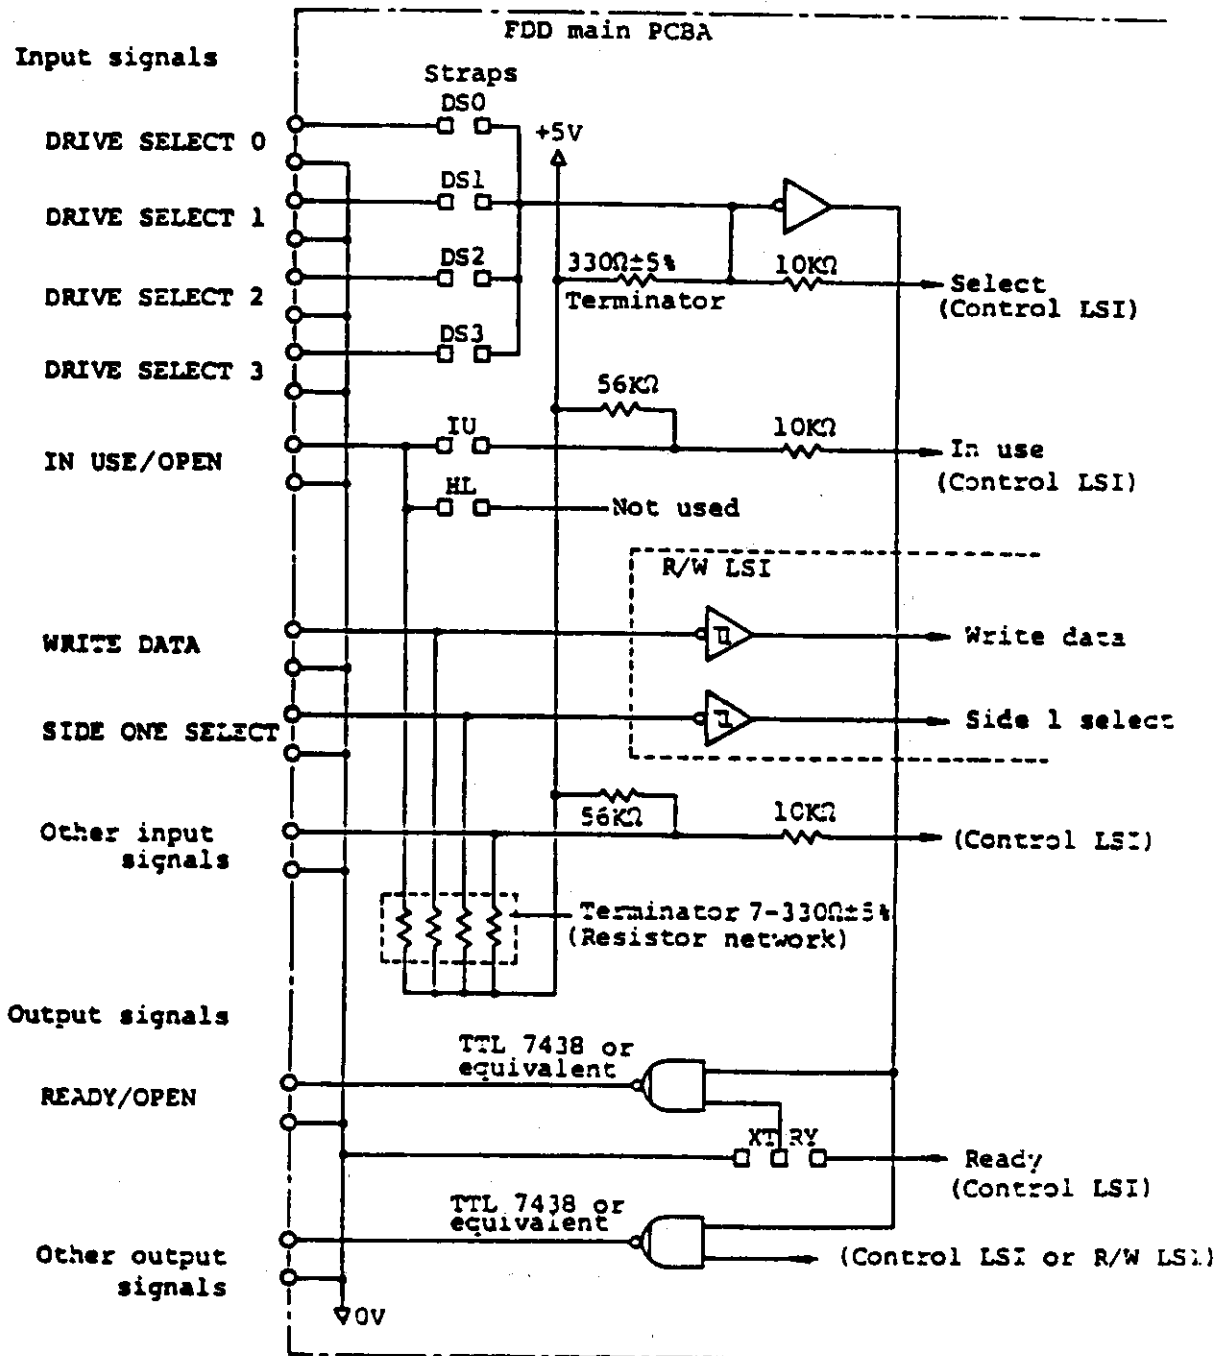 FDD main PCBA
Input signals
Straps
DS0
+5V
DRIVE SELECT 0
DS1
DRIVE SELECT 1
DS2
330Ω±5%
10KΩ
Terminator
Select
(Control LSI)
DRIVE SELECT 2
DS3
DRIVE SELECT 3
56KΩ
IU
10KΩ
IN USE/OPEN
In use
(Control LSI)
HL
Not used
R/W LSI
WRITE DATA
Write data
SIDE ONE SELECT
Side 1 select
56KΩ
10KΩ
Other input
signals
(Control LSI)
Terminator 7-330Ω±5%
(Resistor network)
Output signals
TTL 7438 or
equivalent
READY/OPEN
XT RY
Ready
(Control LSI)
TTL 7438 or
equivalent
Other output
signals
(Control LSI or R/W LSI)
0V